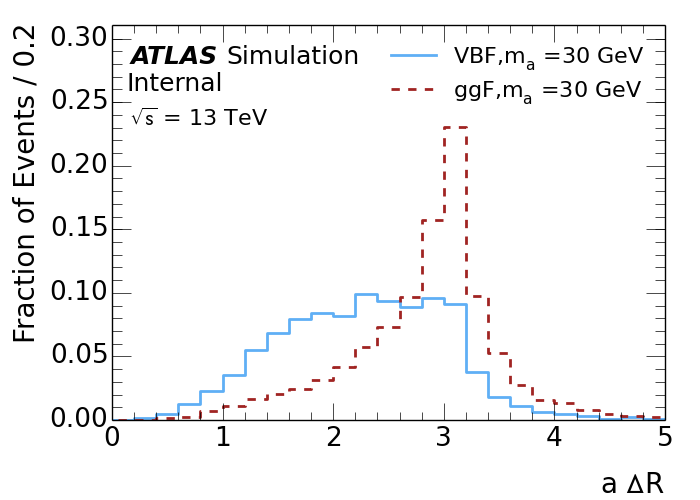 ATLAS Simulation
Internal
√s = 13 TeV
VBF,mₐ =30 GeV
ggF,mₐ =30 GeV
Fraction of Events / 0.2
0.30
0.25
0.20
0.15
0.10
0.05
0.00
0 1 2 3 4 5
a ΔR